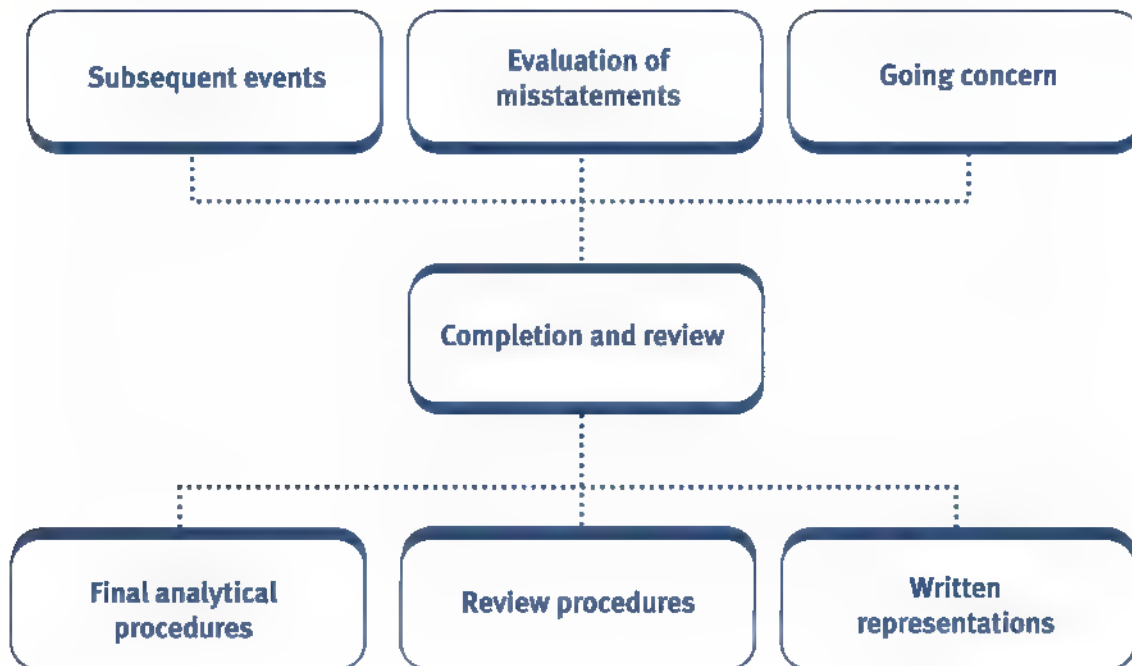 Subsequent events
Evaluation of
misstatements
Going concern
Completion and review
Final analytical
procedures
Review procedures
Written
representations